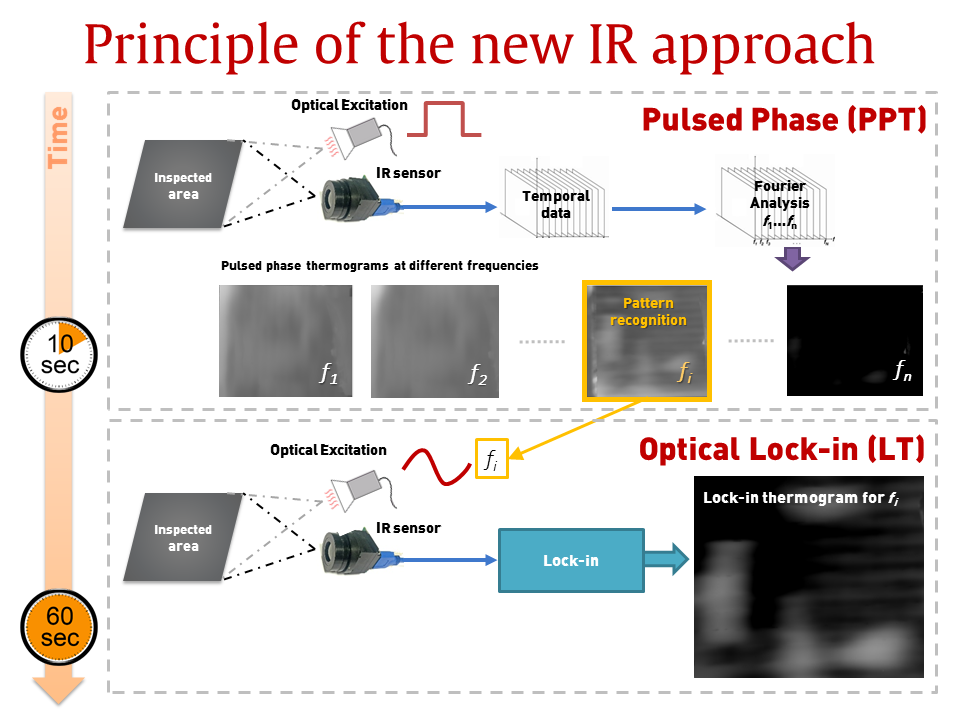 Principle of the new IR approach
Time
Optical Excitation
Pulsed Phase (PPT)
Inspected
area
IR sensor
Temporal
data
Fourier
Analysis
f1...fn
Pulsed phase thermograms at different frequencies
10
sec
f1
f2
Pattern
recognition
fi
fn
Optical Excitation
fi
Optical Lock-in (LT)
Lock-in thermogram for fi
Inspected
area
IR sensor
Lock-in
60
sec